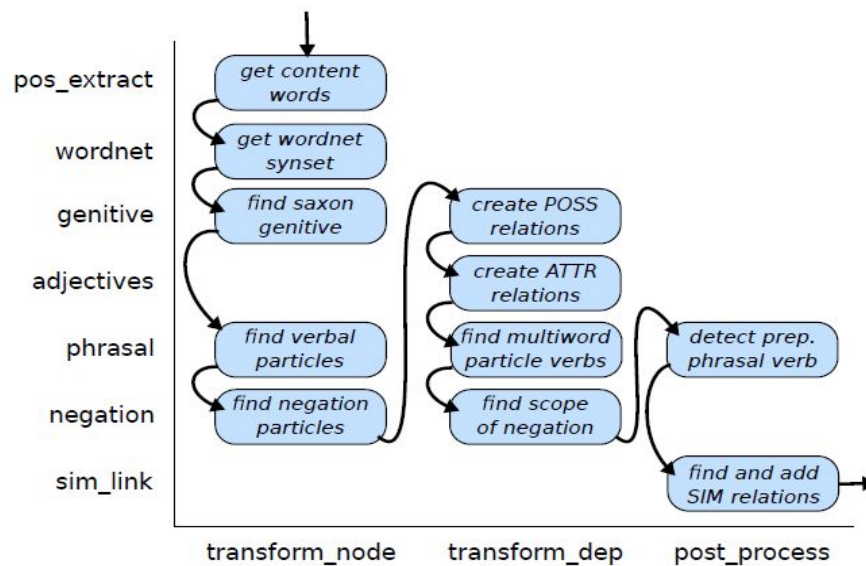 pos_extract
get content
words
wordnet
get wordnet
synset
genitive
find saxon
genitive
create POSS
relations
adjectives
create ATTR
relations
phrasal
find verbal
particles
find multiword
particle verbs
detect prep.
phrasal verb
negation
find negation
particles
find scope
of negation
sim_link
find and add
SIM relations
transform_node
transform_dep
post_process